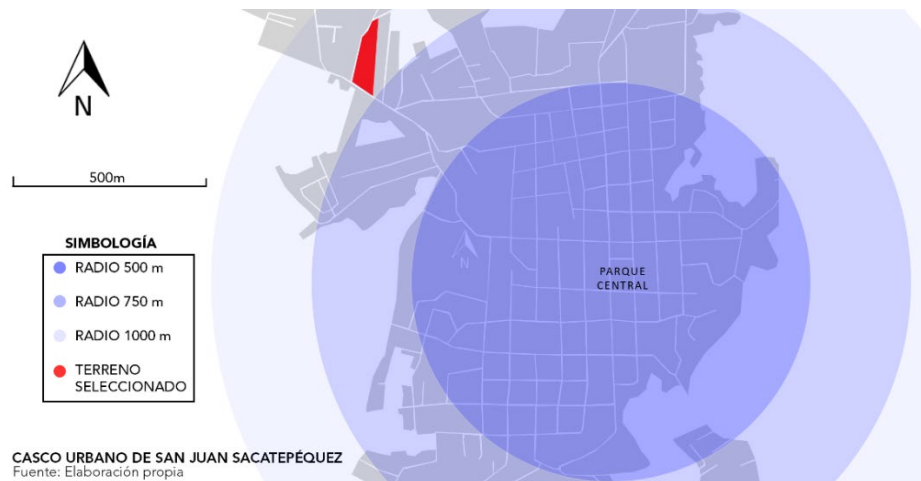 N
500m
SIMBOLOGÍA
RADIO 500 m
RADIO 750 m
RADIO 1000 m
TERRENO
SELECCIONADO
N
PARQUE
CENTRAL
CASCO URBANO DE SAN JUAN SACATEPÉQUEZ
Fuente: Elaboración propia